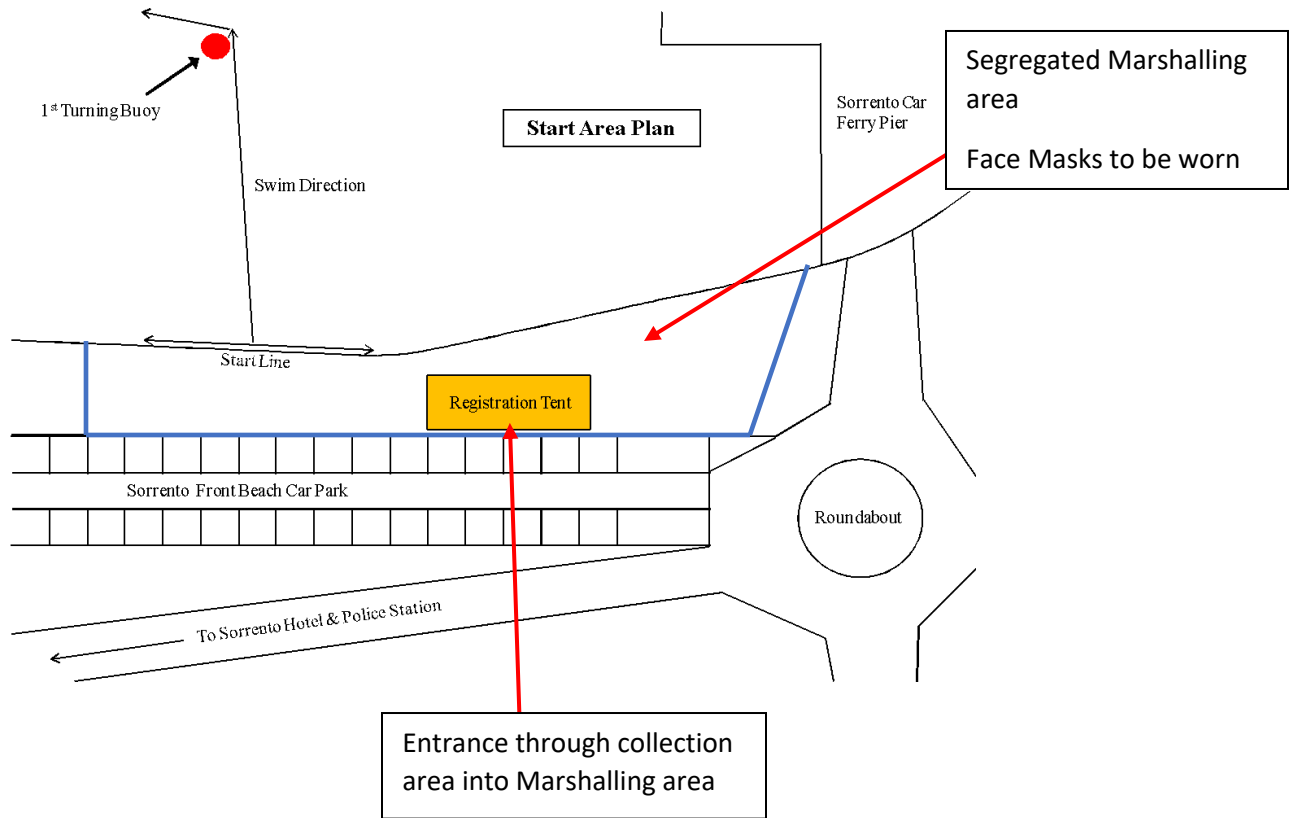 Segregated Marshalling
area
Face Masks to be worn
1st Turning Buoy
Start Area Plan
Sorrento Car
Ferry Pier
Swim Direction
Start Line
Registration Tent
Sorrento Front Beach Car Park
Roundabout
To Sorrento Hotel & Police Station
Entrance through collection
area into Marshalling area